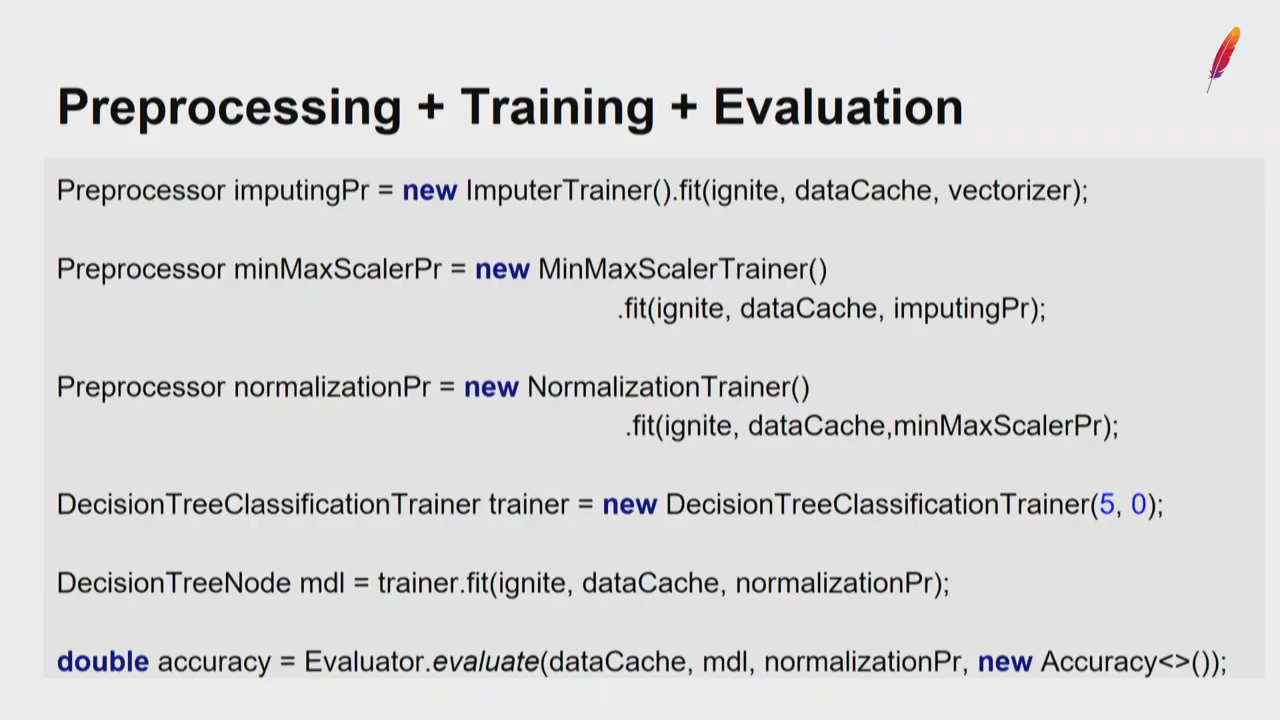 Preprocessing + Training + Evaluation
Preprocessor imputingPr = new ImputerTrainer().fit(ignite, dataCache, vectorizer);
Preprocessor minMaxScalerPr = new MinMaxScalerTrainer()
.fit(ignite, dataCache, imputingPr);
Preprocessor normalizationPr = new NormalizationTrainer()
.fit(ignite, dataCache,minMaxScalerPr);
DecisionTreeClassificationTrainer trainer = new DecisionTreeClassificationTrainer(5, 0);
DecisionTreeNode mdl = trainer.fit(ignite, dataCache, normalizationPr);
double accuracy = Evaluator.evaluate(dataCache, mdl, normalizationPr, new Accuracy<>());